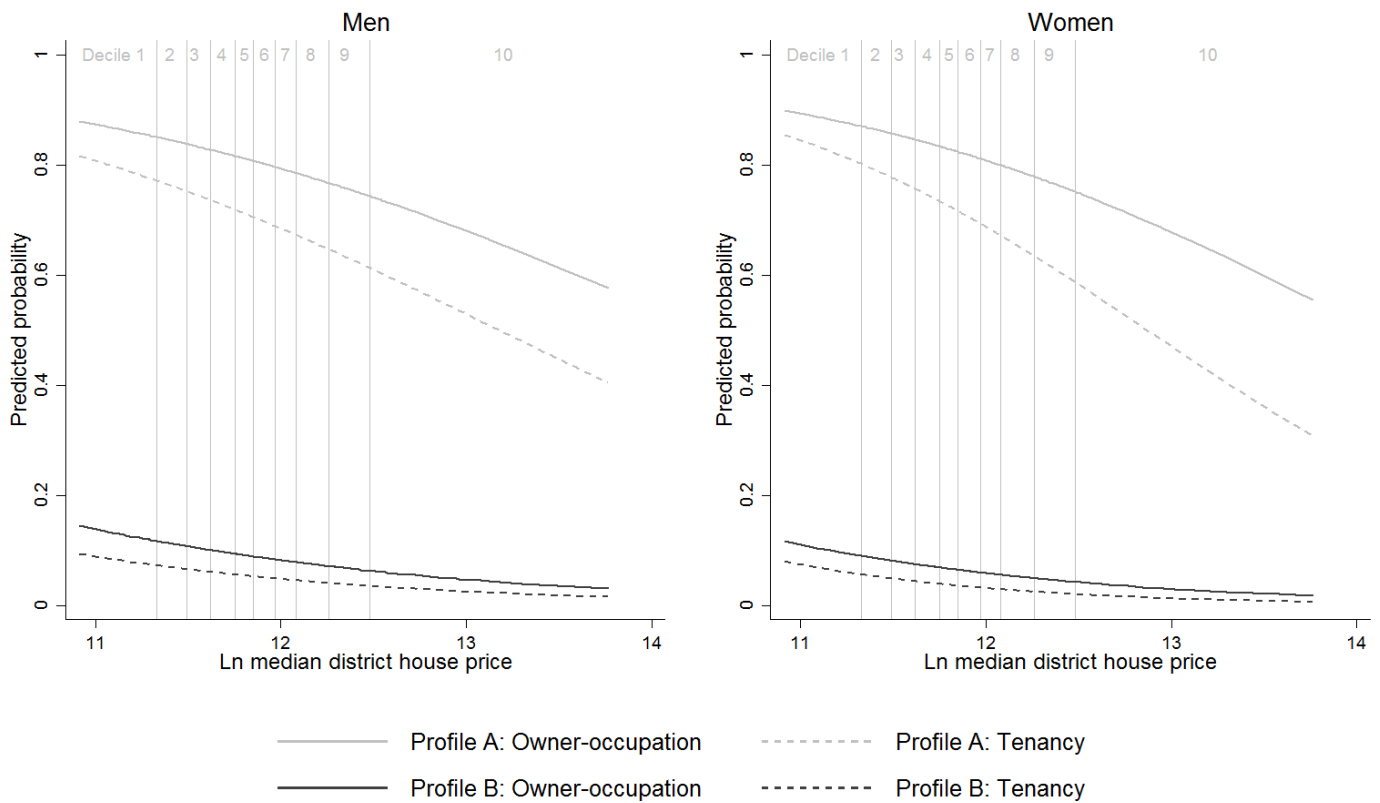 Men
Decile 1 2 3 4 5 6 7 8 9 10
1
0.8
0.6
0.4
0.2
0
Predicted probability
11 12 13 14
Ln median district house price
Women
Decile 1 2 3 4 5 6 7 8 9 10
1
0.8
0.6
0.4
0.2
0
Predicted probability
11 12 13 14
Ln median district house price
Profile A: Owner-occupation Profile A: Tenancy
Profile B: Owner-occupation Profile B: Tenancy